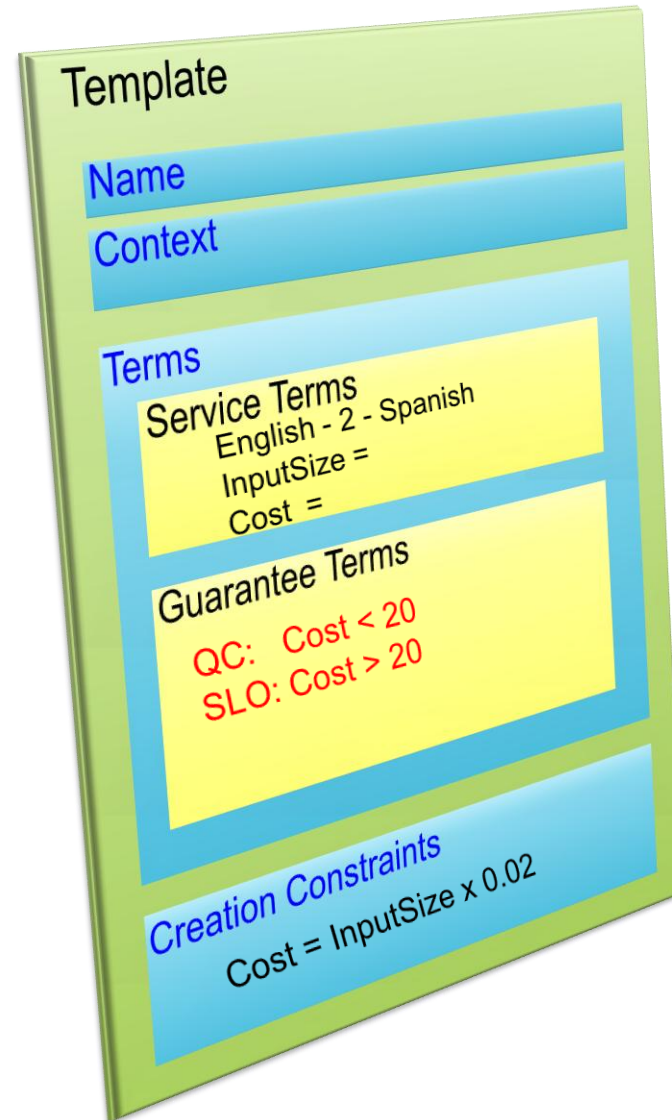 Template
Name
Context
Terms
Service Terms
English - 2 - Spanish
InputSize =
Cost =
Guarantee Terms
QC: Cost < 20
SLO: Cost > 20
Creation Constraints
Cost = InputSize x 0.02